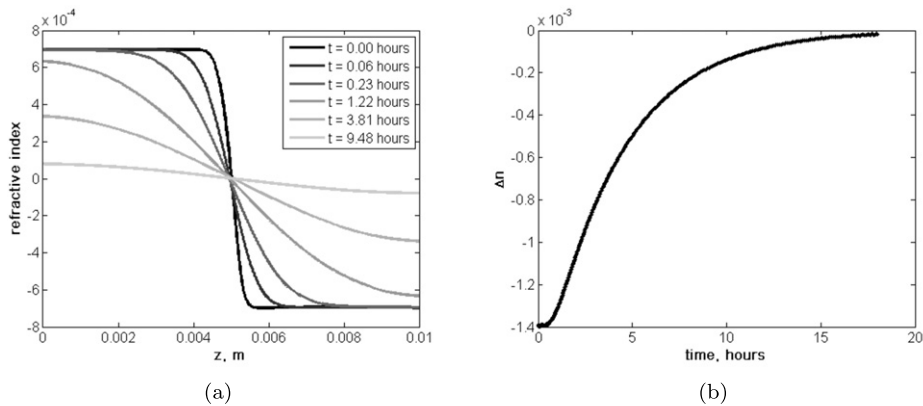 x 10⁻⁴
8
6
4
2
0
-2
-4
-6
-8
refractive index
0
0.002
0.004
0.006
0.008
0.01
z, m
t = 0.00 hours
t = 0.06 hours
t = 0.23 hours
t = 1.22 hours
t = 3.81 hours
t = 9.48 hours
(a)
x 10⁻³
0
-0.2
-0.4
-0.6
-0.8
-1
-1.2
-1.4
Δn
0
5
10
15
20
time, hours
(b)